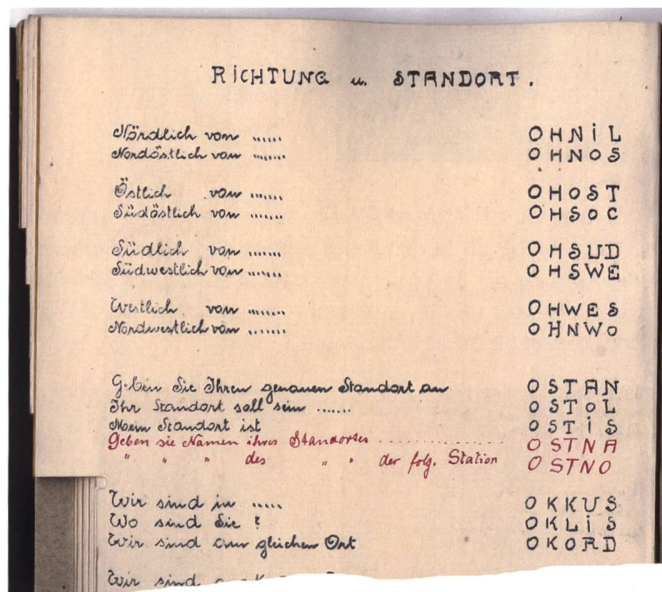 RICHTUNG u. STANDORT.
Nördlich von ...... OHNIL
Nordöstlich von ....... OHNOS
Östlich von ...... OHOST
Südöstlich von ...... OHSOC
Südlich von ...... OHSUD
Südwestlich von ...... OHSWE
Westlich von ...... OHWES
Nordwestlich von ...... OHNWO
Geben Sie Ihren genauen Standort an OSTAN
Ihr Standort soll sein ...... OSTOL
Mein Standort ist OSTIS
Geben sie Namen ihres Standortes .............. OSTNA
" " " des " " der folg. Station OSTNO
Wir sind in ..... OKKUS
Wo sind Sie ? OKLIS
Wir sind am gleichen Ort OKORD
Wir sind